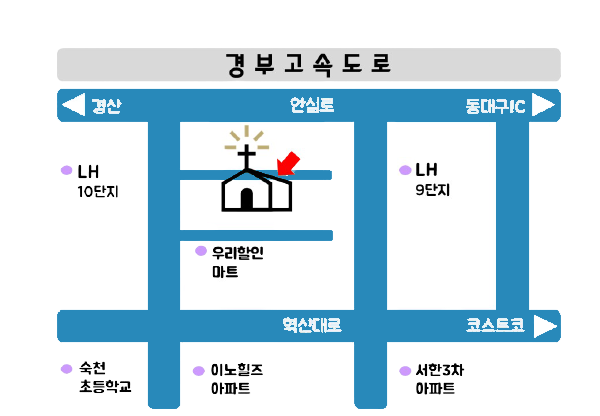 경부고속도로
경산 안심로 동대구IC
LH
10단지
LH
9단지
우리할인
마트
혁신대로 코스트코
숙천
초등학교
이노힐즈
아파트
서한3차
아파트